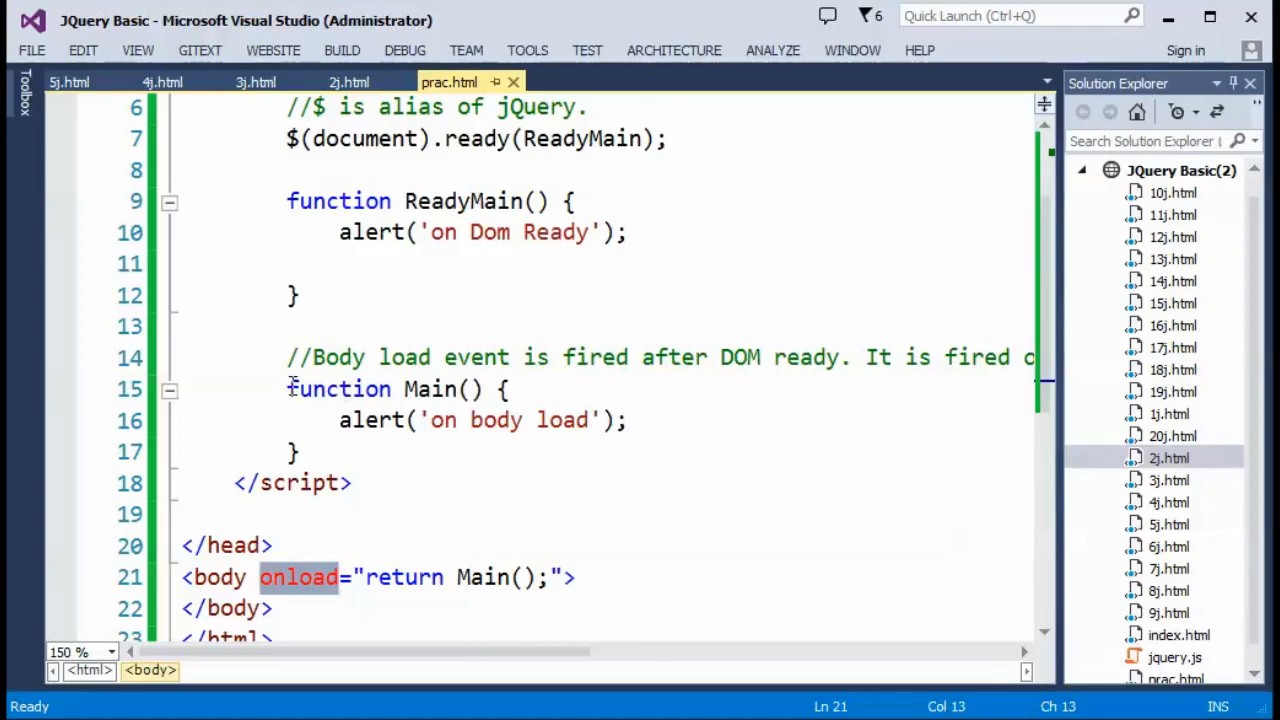 JQuery Basic - Microsoft Visual Studio (Administrator)
6
Quick Launch (Ctrl+Q)
FILE EDIT VIEW GITEXT WEBSITE BUILD DEBUG TEAM TOOLS TEST ARCHITECTURE ANALYZE WINDOW HELP
Sign in
Toolbox
5j.html 4j.html 3j.html 2j.html prac.html
6 //$ is alias of jQuery.
7 $(document).ready(ReadyMain);
8
9 function ReadyMain() {
10 alert('on Dom Ready');
11
12 }
13
14 //Body load event is fired after DOM ready. It is fired o
15 function Main() {
16 alert('on body load');
17 }
18 </script>
19
20 </head>
21 <body onload="return Main();">
22 </body>
23 </html>
150 %
<html> <body>
Solution Explorer
Search Solution Explorer (
JQuery Basic(2)
10j.html
11j.html
12j.html
13j.html
14j.html
15j.html
16j.html
17j.html
18j.html
19j.html
1j.html
20j.html
2j.html
3j.html
4j.html
5j.html
6j.html
7j.html
8j.html
9j.html
index.html
jquery.js
prac.html
Ready
Ln 21 Col 13 Ch 13 INS